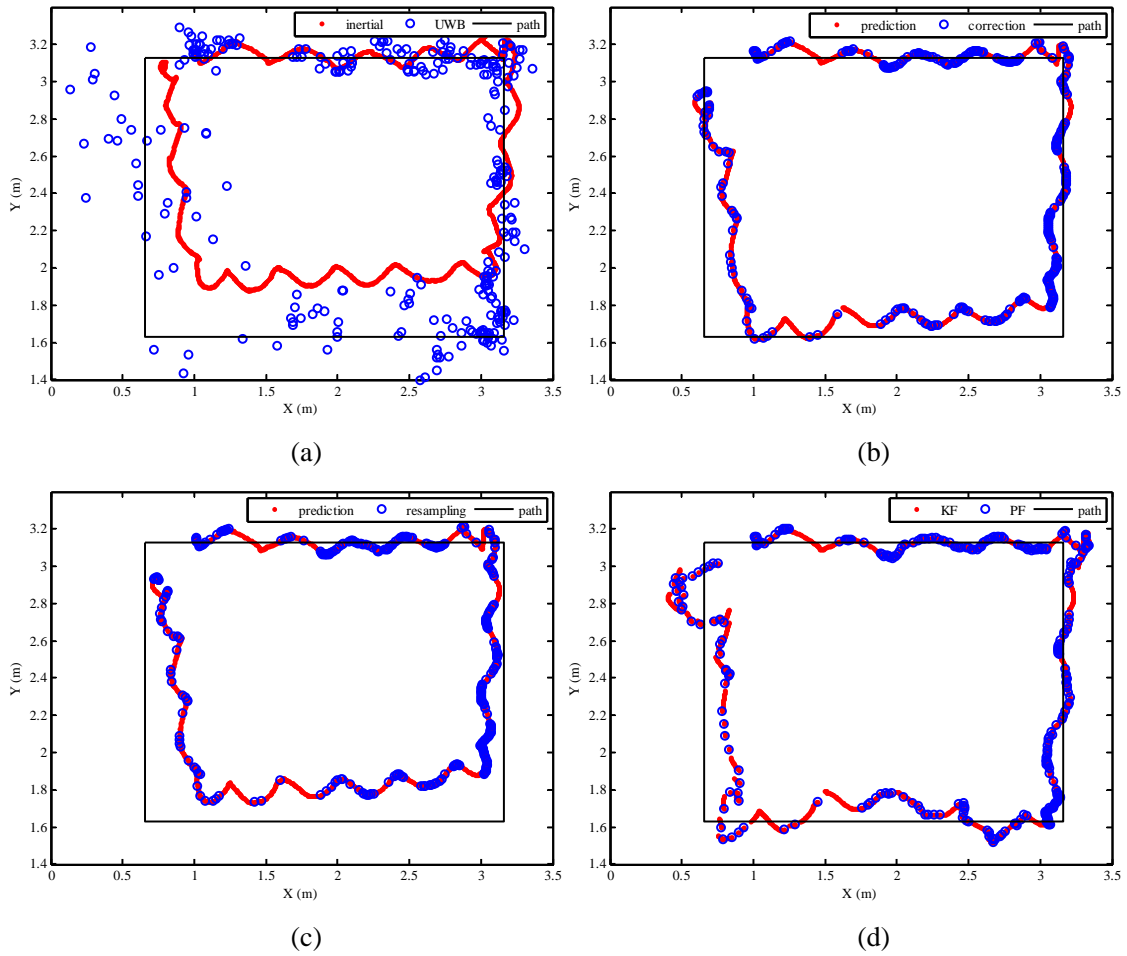 inertial UWB path
3.2
3
2.8
2.6
2.4
2.2
2
1.8
1.6
1.4
Y (m)
0 0.5 1 1.5 2 2.5 3 3.5
X (m)
(a)
prediction correction path
3.2
3
2.8
2.6
2.4
2.2
2
1.8
1.6
1.4
Y (m)
0 0.5 1 1.5 2 2.5 3 3.5
X (m)
(b)
prediction resampling path
3.2
3
2.8
2.6
2.4
2.2
2
1.8
1.6
1.4
Y (m)
0 0.5 1 1.5 2 2.5 3 3.5
X (m)
(c)
KF PF path
3.2
3
2.8
2.6
2.4
2.2
2
1.8
1.6
1.4
Y (m)
0 0.5 1 1.5 2 2.5 3 3.5
X (m)
(d)